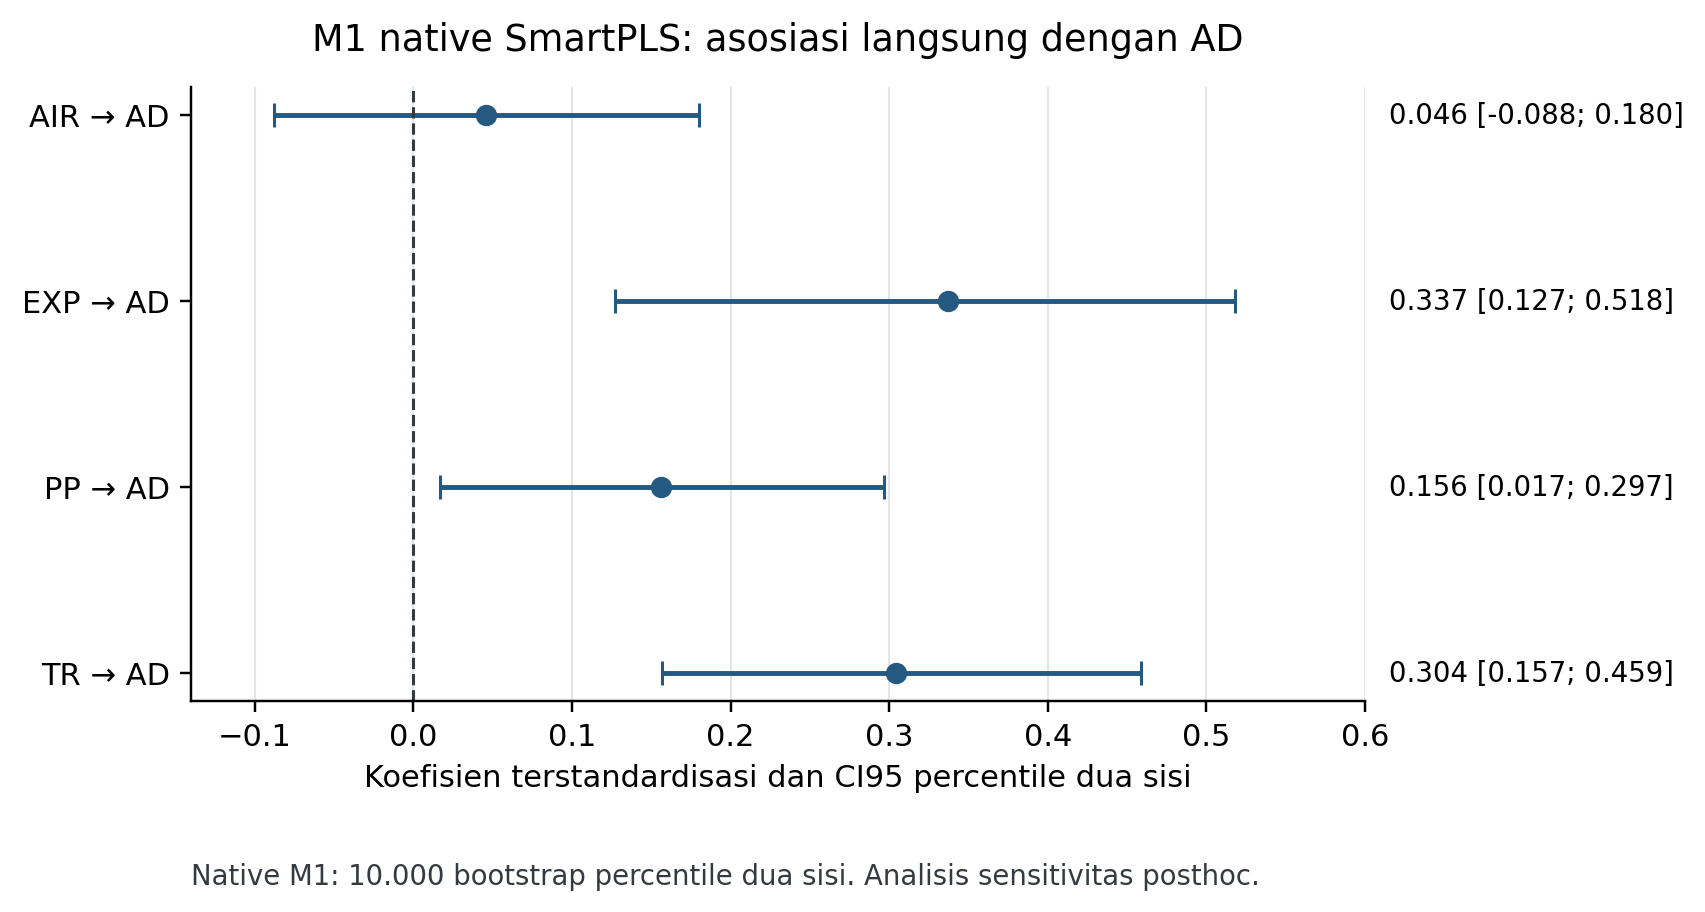 M1 native SmartPLS: asosiasi langsung dengan AD
AIR → AD 0.046 [-0.088; 0.180]
EXP → AD 0.337 [0.127; 0.518]
PP → AD 0.156 [0.017; 0.297]
TR → AD 0.304 [0.157; 0.459]
−0.1 0.0 0.1 0.2 0.3 0.4 0.5 0.6
Koefisien terstandardisasi dan CI95 percentile dua sisi
Native M1: 10.000 bootstrap percentile dua sisi. Analisis sensitivitas posthoc.